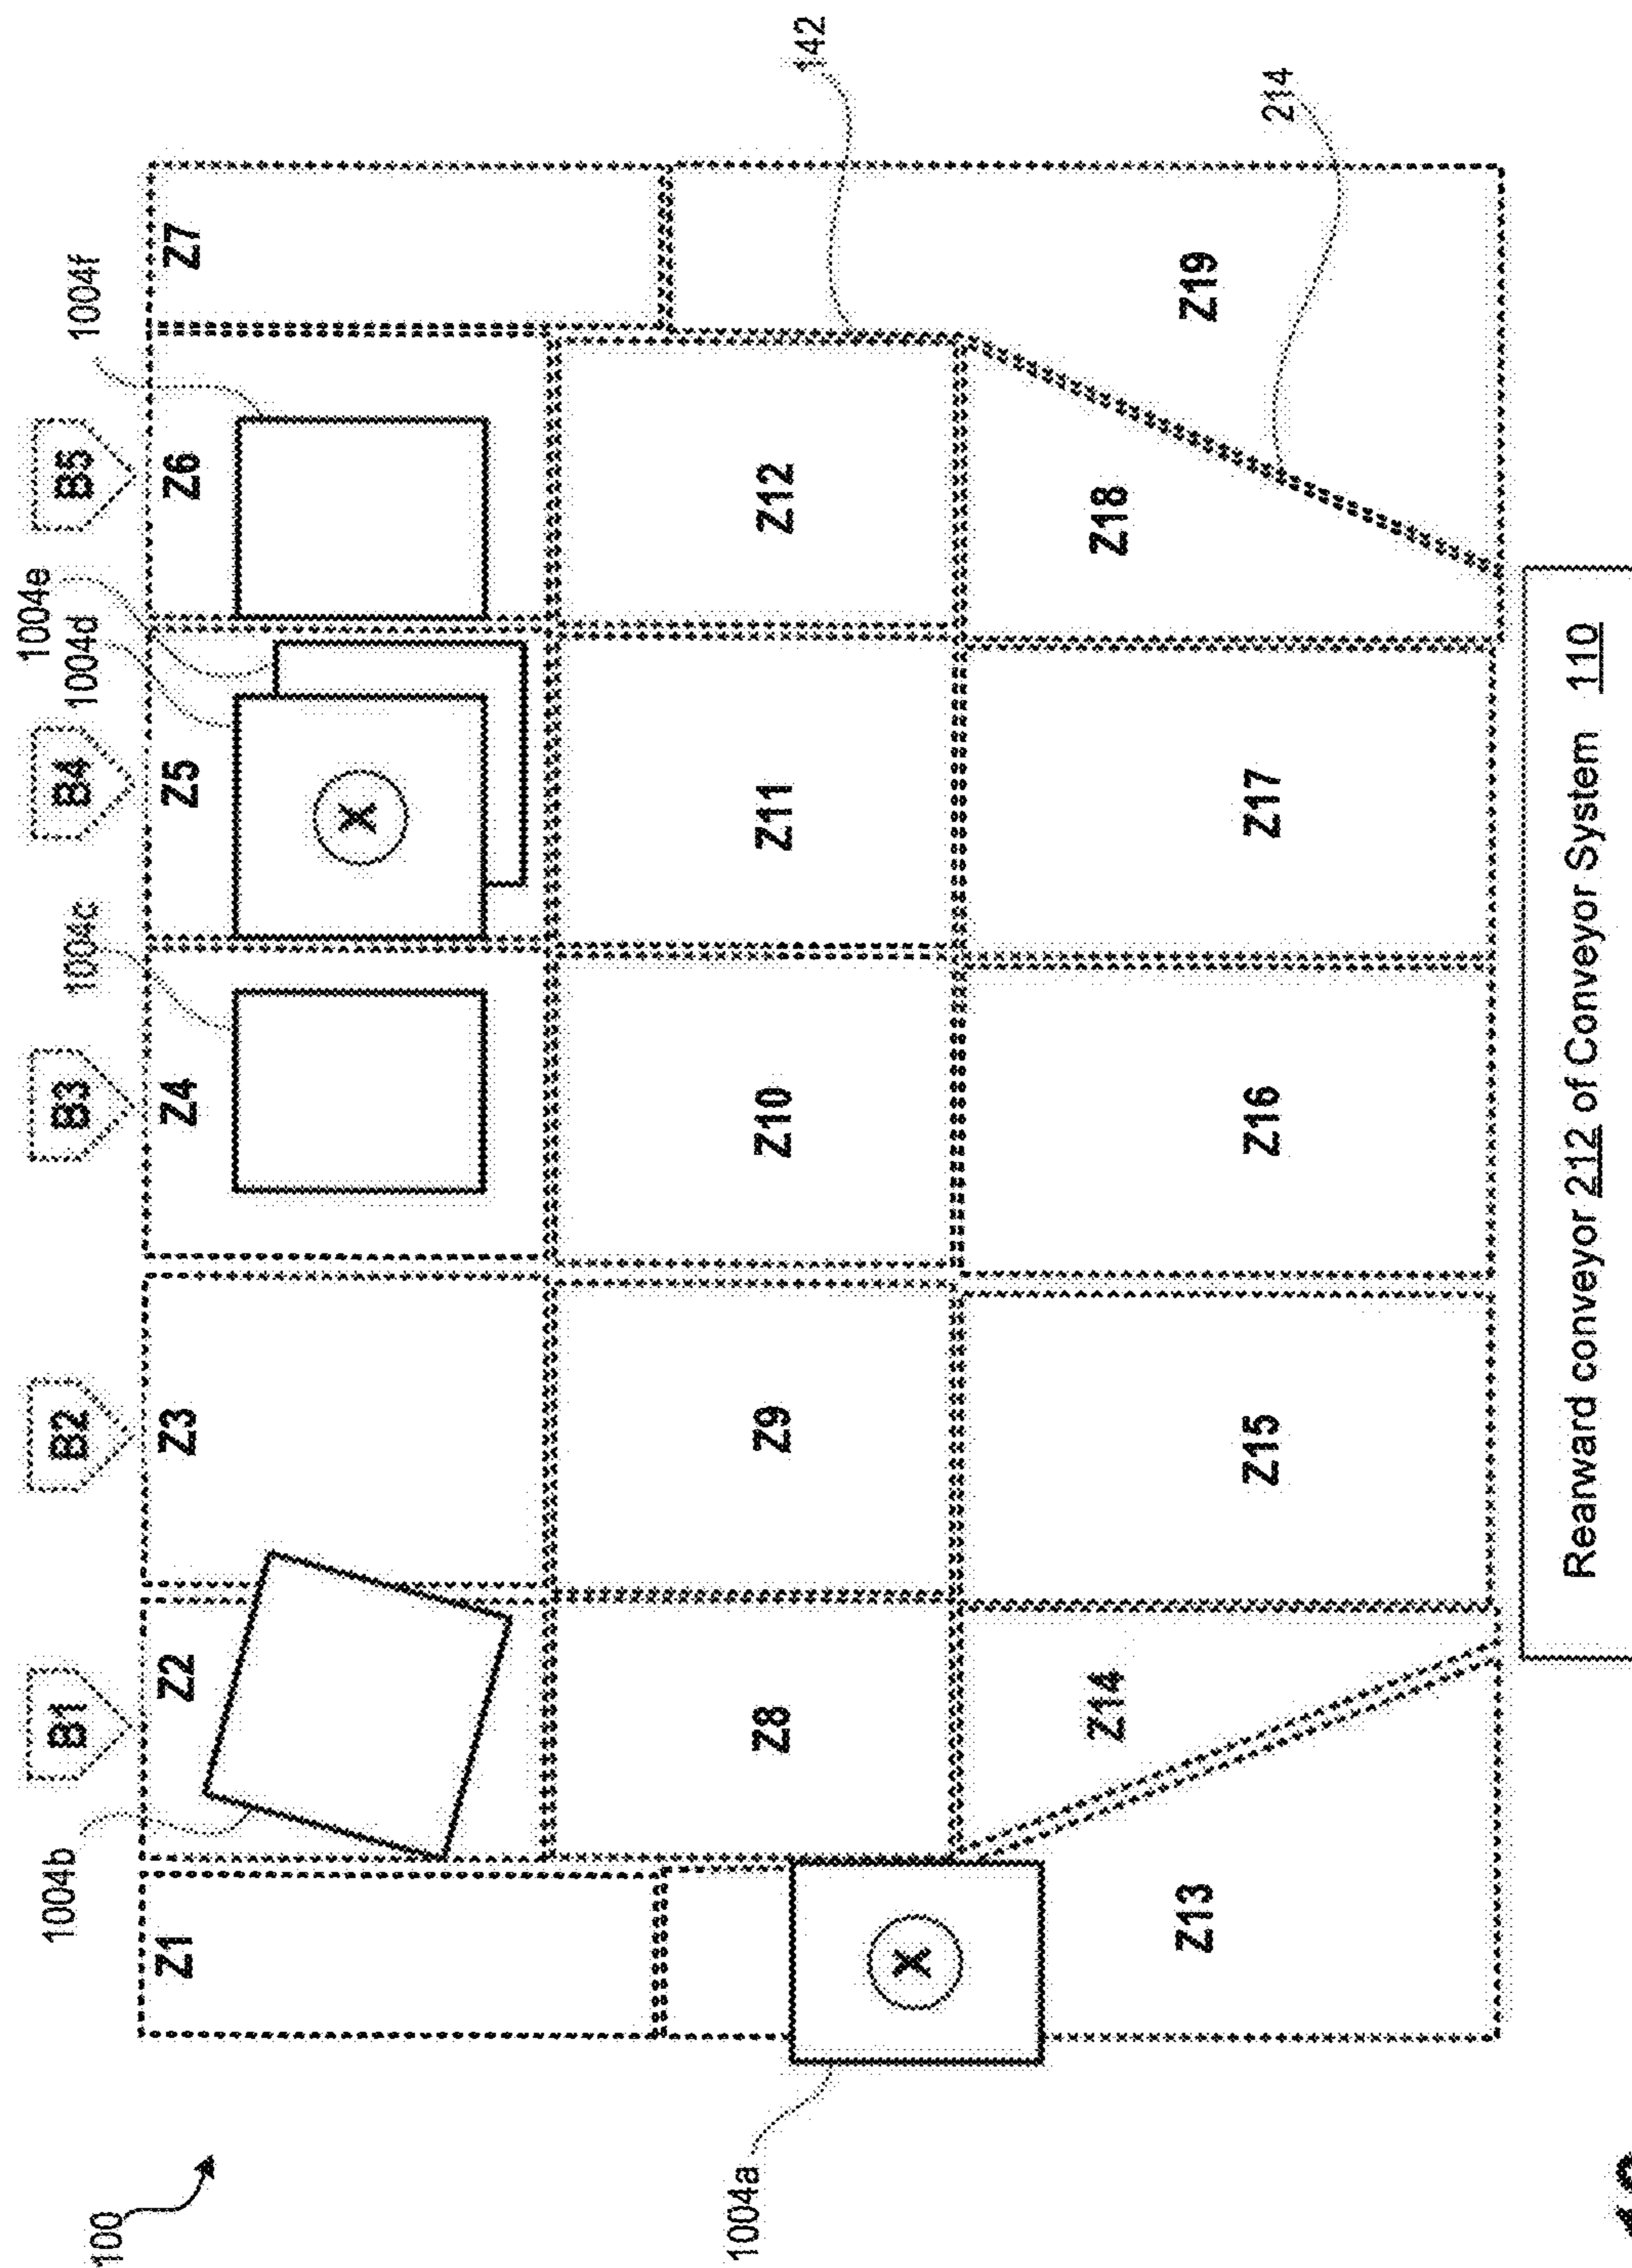 100
1004b
B1
B2
B3
1004c
B4
1004d
1004e
B5
1004f
Z1
Z2
Z3
Z4
Z5
Z6
Z7
X
1004a
Z8
Z9
Z10
Z11
Z12
142
X
Z14
Z18
Z13
Z19
Z15
Z16
Z17
214
Rearward conveyor 212 of Conveyor System 110